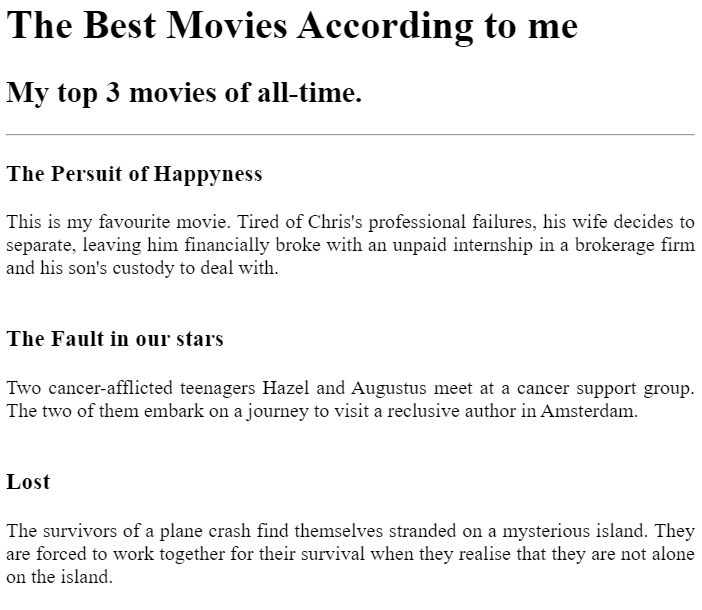 The Best Movies According to me
My top 3 movies of all-time.
The Persuit of Happyness
This is my favourite movie. Tired of Chris's professional failures, his wife decides to
separate, leaving him financially broke with an unpaid internship in a brokerage firm
and his son's custody to deal with.
The Fault in our stars
Two cancer-afflicted teenagers Hazel and Augustus meet at a cancer support group.
The two of them embark on a journey to visit a reclusive author in Amsterdam.
Lost
The survivors of a plane crash find themselves stranded on a mysterious island. They
are forced to work together for their survival when they realise that they are not alone
on the island.